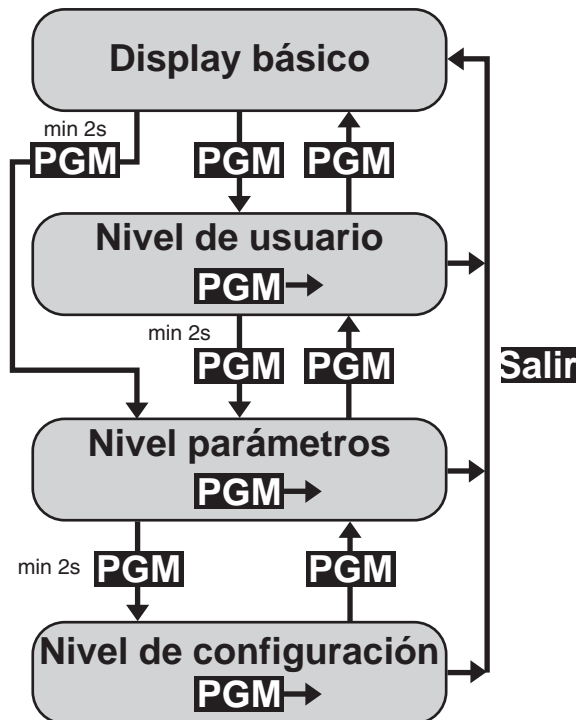 Display básico
min 2s
PGM
PGM
PGM
Nivel de usuario
PGM
min 2s
PGM
PGM
Salir
Nivel parámetros
PGM
min 2s
PGM
PGM
Nivel de configuración
PGM